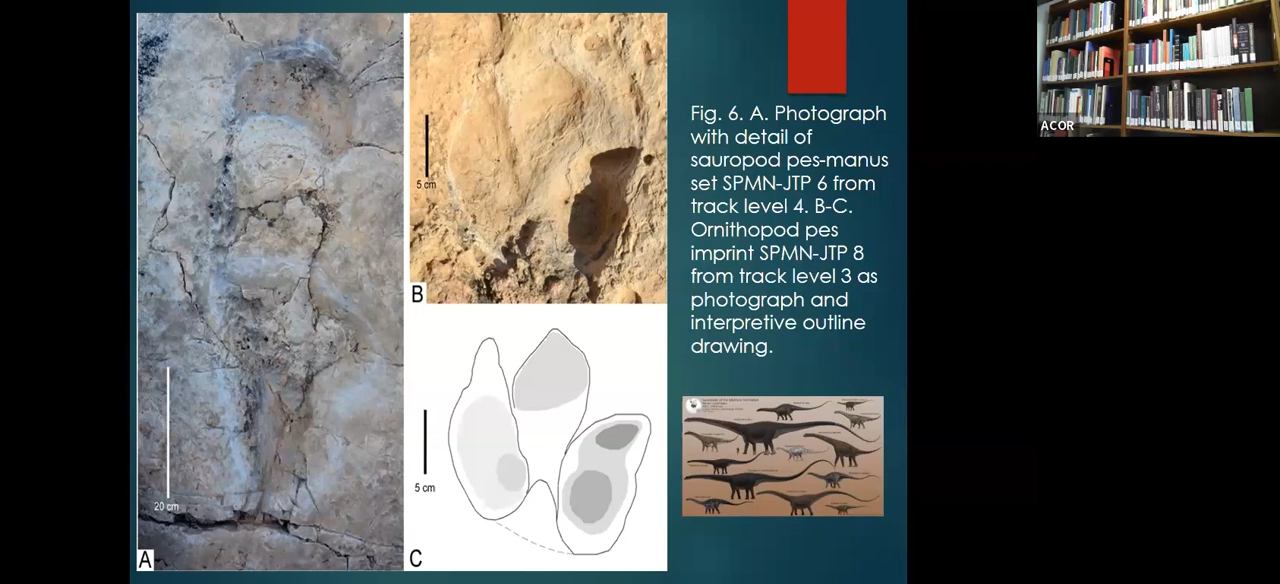 Fig. 6. A. Photograph
with detail of
sauropod pes-manus
set SPMN-JTP 6 from
track level 4. B-C.
Ornithopod pes
imprint SPMN-JTP 8
from track level 3 as
photograph and
interpretive outline
drawing.
20 cm
A
5 cm
B
5 cm
C
ACOR